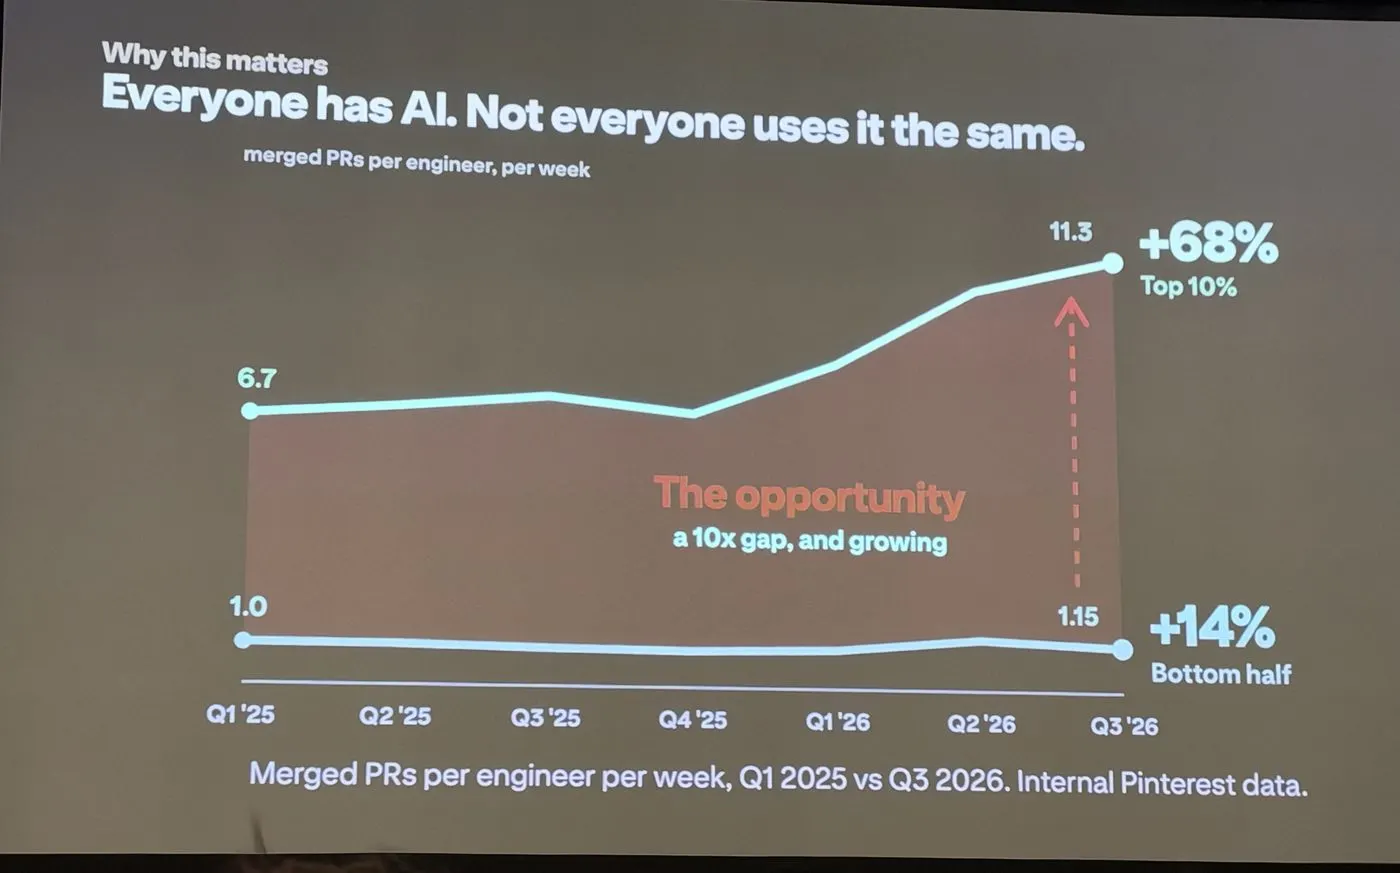 Why this matters
Everyone has AI. Not everyone uses it the same.
merged PRs per engineer, per week
11.3
+68%
Top 10%
6.7
The opportunity
a 10x gap, and growing
1.0
1.15
+14%
Bottom half
Q1 '25 Q2 '25 Q3 '25 Q4 '25 Q1 '26 Q2 '26 Q3 '26
Merged PRs per engineer per week, Q1 2025 vs Q3 2026. Internal Pinterest data.